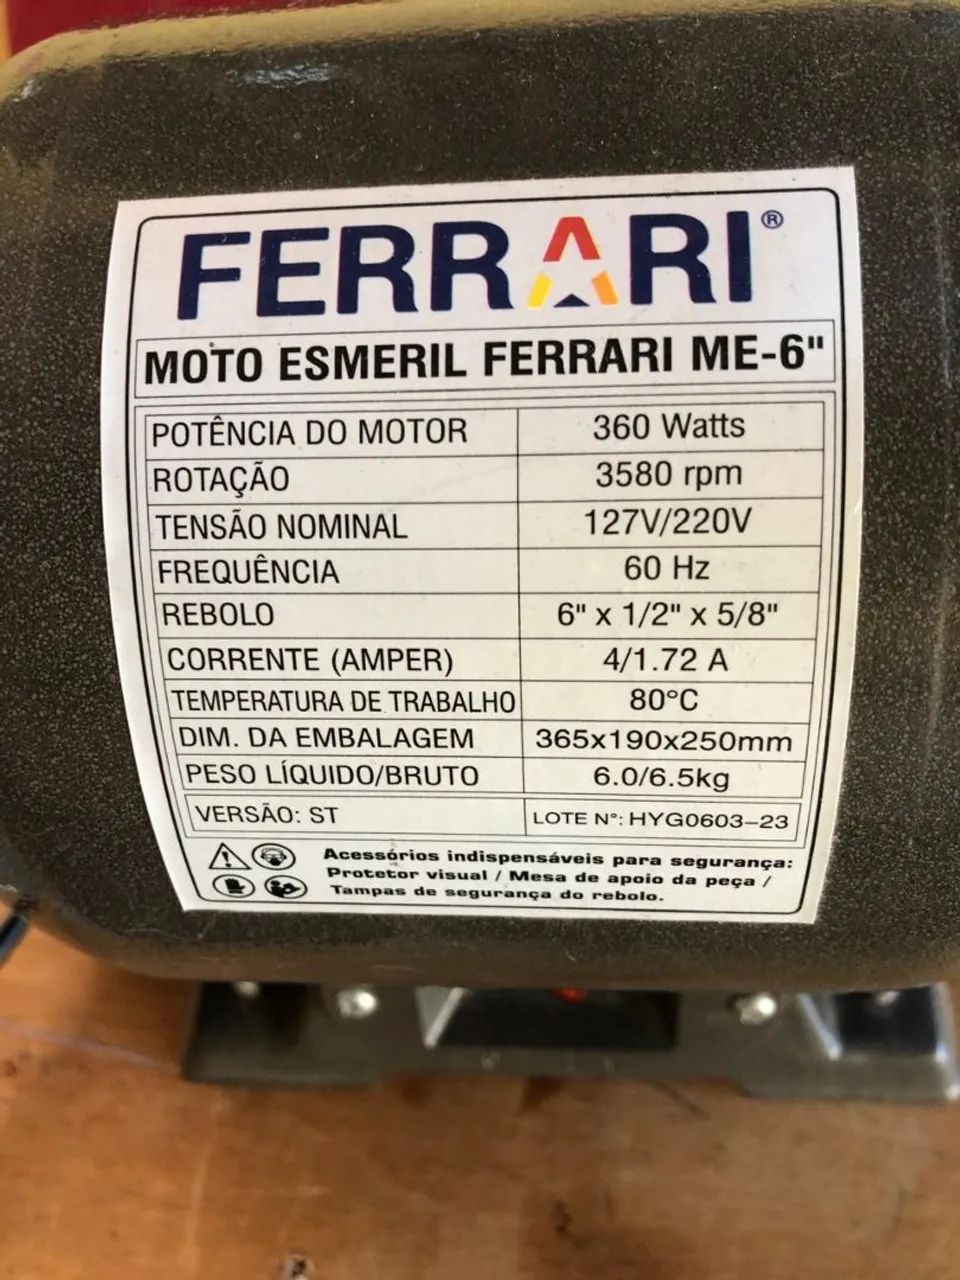 FERRARI®
MOTO ESMERIL FERRARI ME-6"
POTÊNCIA DO MOTOR 360 Watts
ROTAÇÃO 3580 rpm
TENSÃO NOMINAL 127V/220V
FREQUÊNCIA 60 Hz
REBOLO 6" x 1/2" x 5/8"
CORRENTE (AMPER) 4/1.72 A
TEMPERATURA DE TRABALHO 80°C
DIM. DA EMBALAGEM 365x190x250mm
PESO LÍQUIDO/BRUTO 6.0/6.5kg
VERSÃO: ST LOTE N°: HYG0603-23
Acessórios indispensáveis para segurança:
Protetor visual / Mesa de apoio da peça /
Tampas de segurança do rebolo.